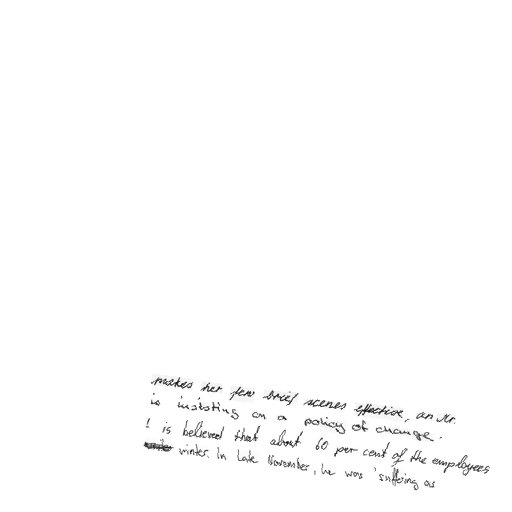 makes her few brief scenes effective, an Mr.
is insisting on a policy of change.
! is believed that about 60 per cent of the employees
winter. In late November, he was 'suffering as